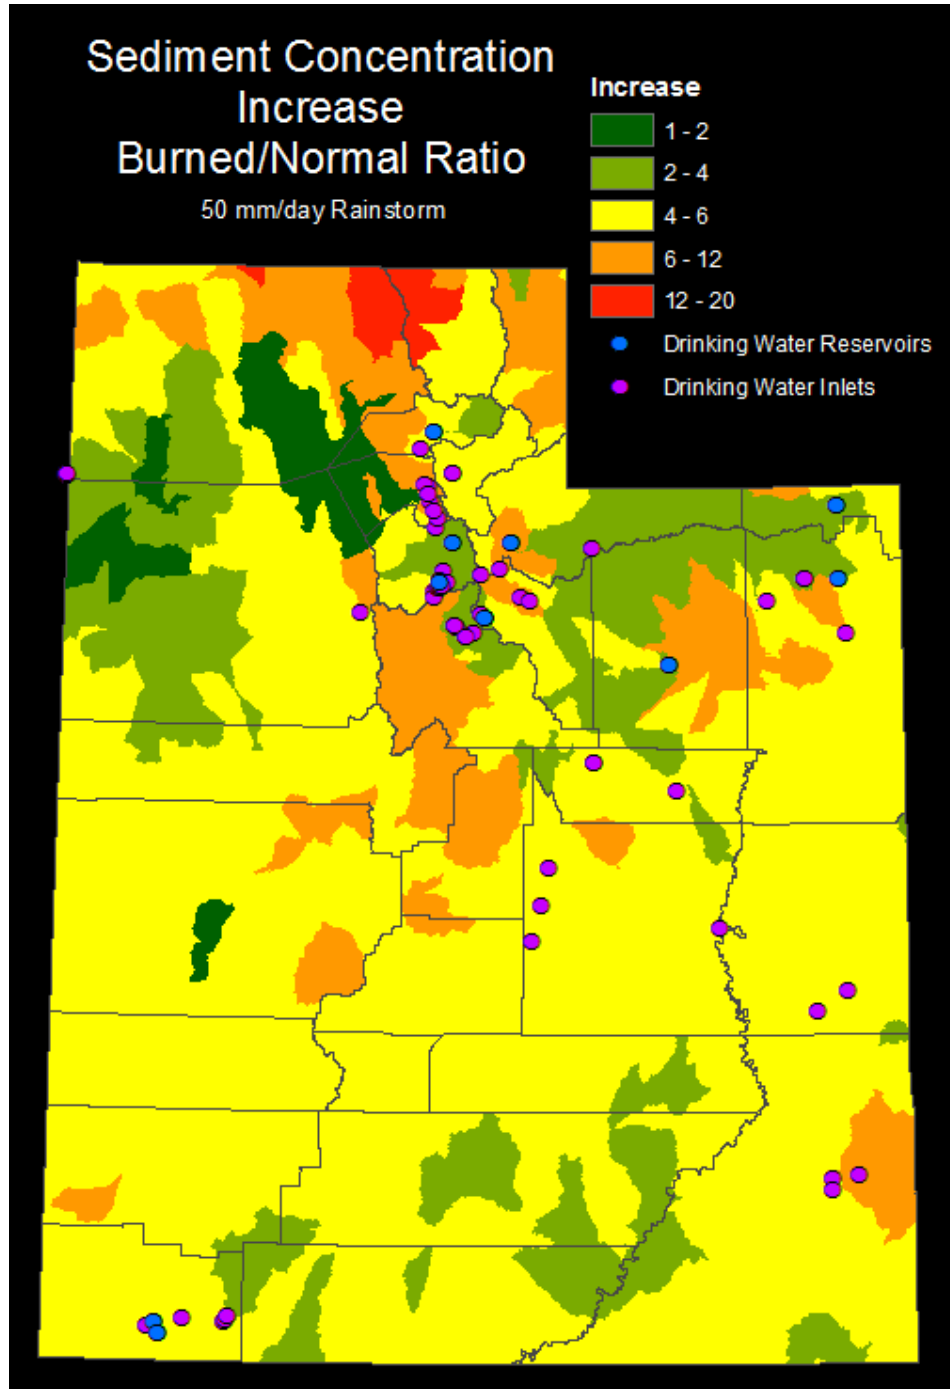 Sediment Concentration
Increase
Burned/Normal Ratio
50 mm/day Rainstorm
Increase
1 - 2
2 - 4
4 - 6
6 - 12
12 - 20
Drinking Water Reservoirs
Drinking Water Inlets